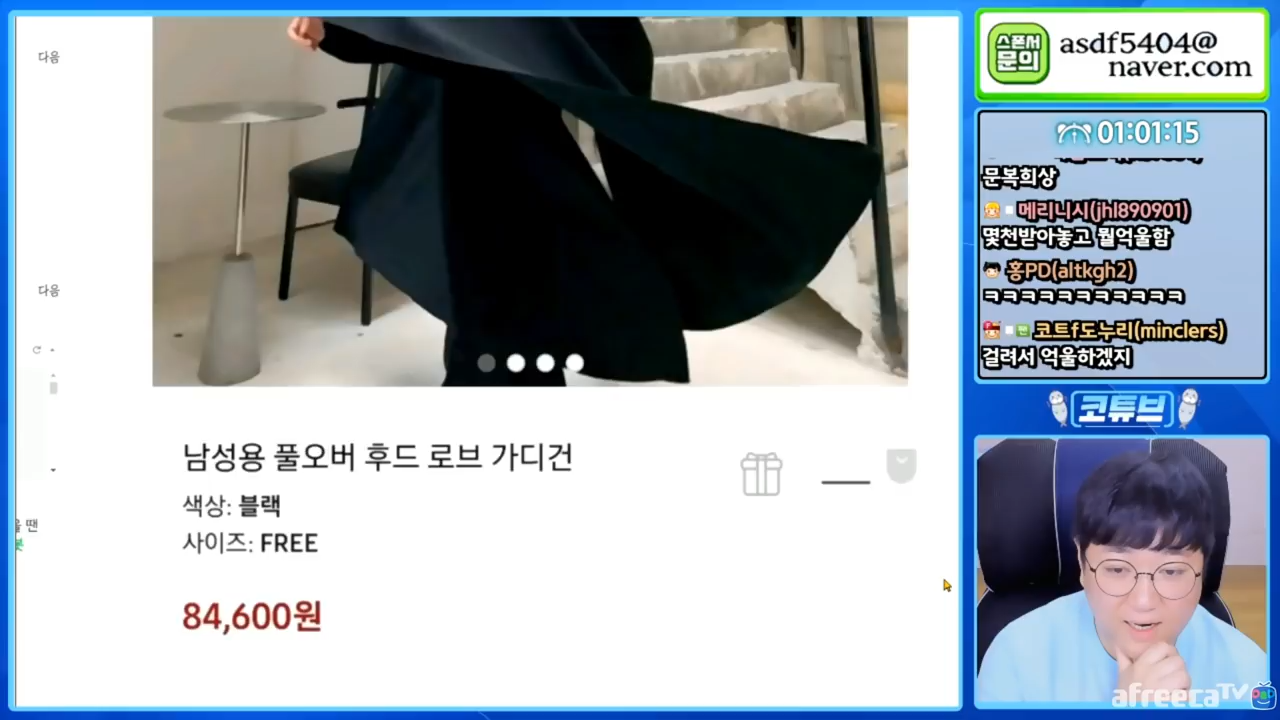 다음
다음
을 땐
남성용 풀오버 후드 로브 가디건
색상: 블랙
사이즈: FREE
84,600원
스폰서
문의
asdf5404@
naver.com
01:01:15
문복희상
메리니시(jhl890901)
몇천받아놓고 뭘억울함
홍PD(altkgh2)
ㅋㅋㅋㅋㅋㅋㅋㅋㅋㅋㅋ
코트f도누리(minclers)
걸려서 억울하겠지
코튜브
afreecaTV